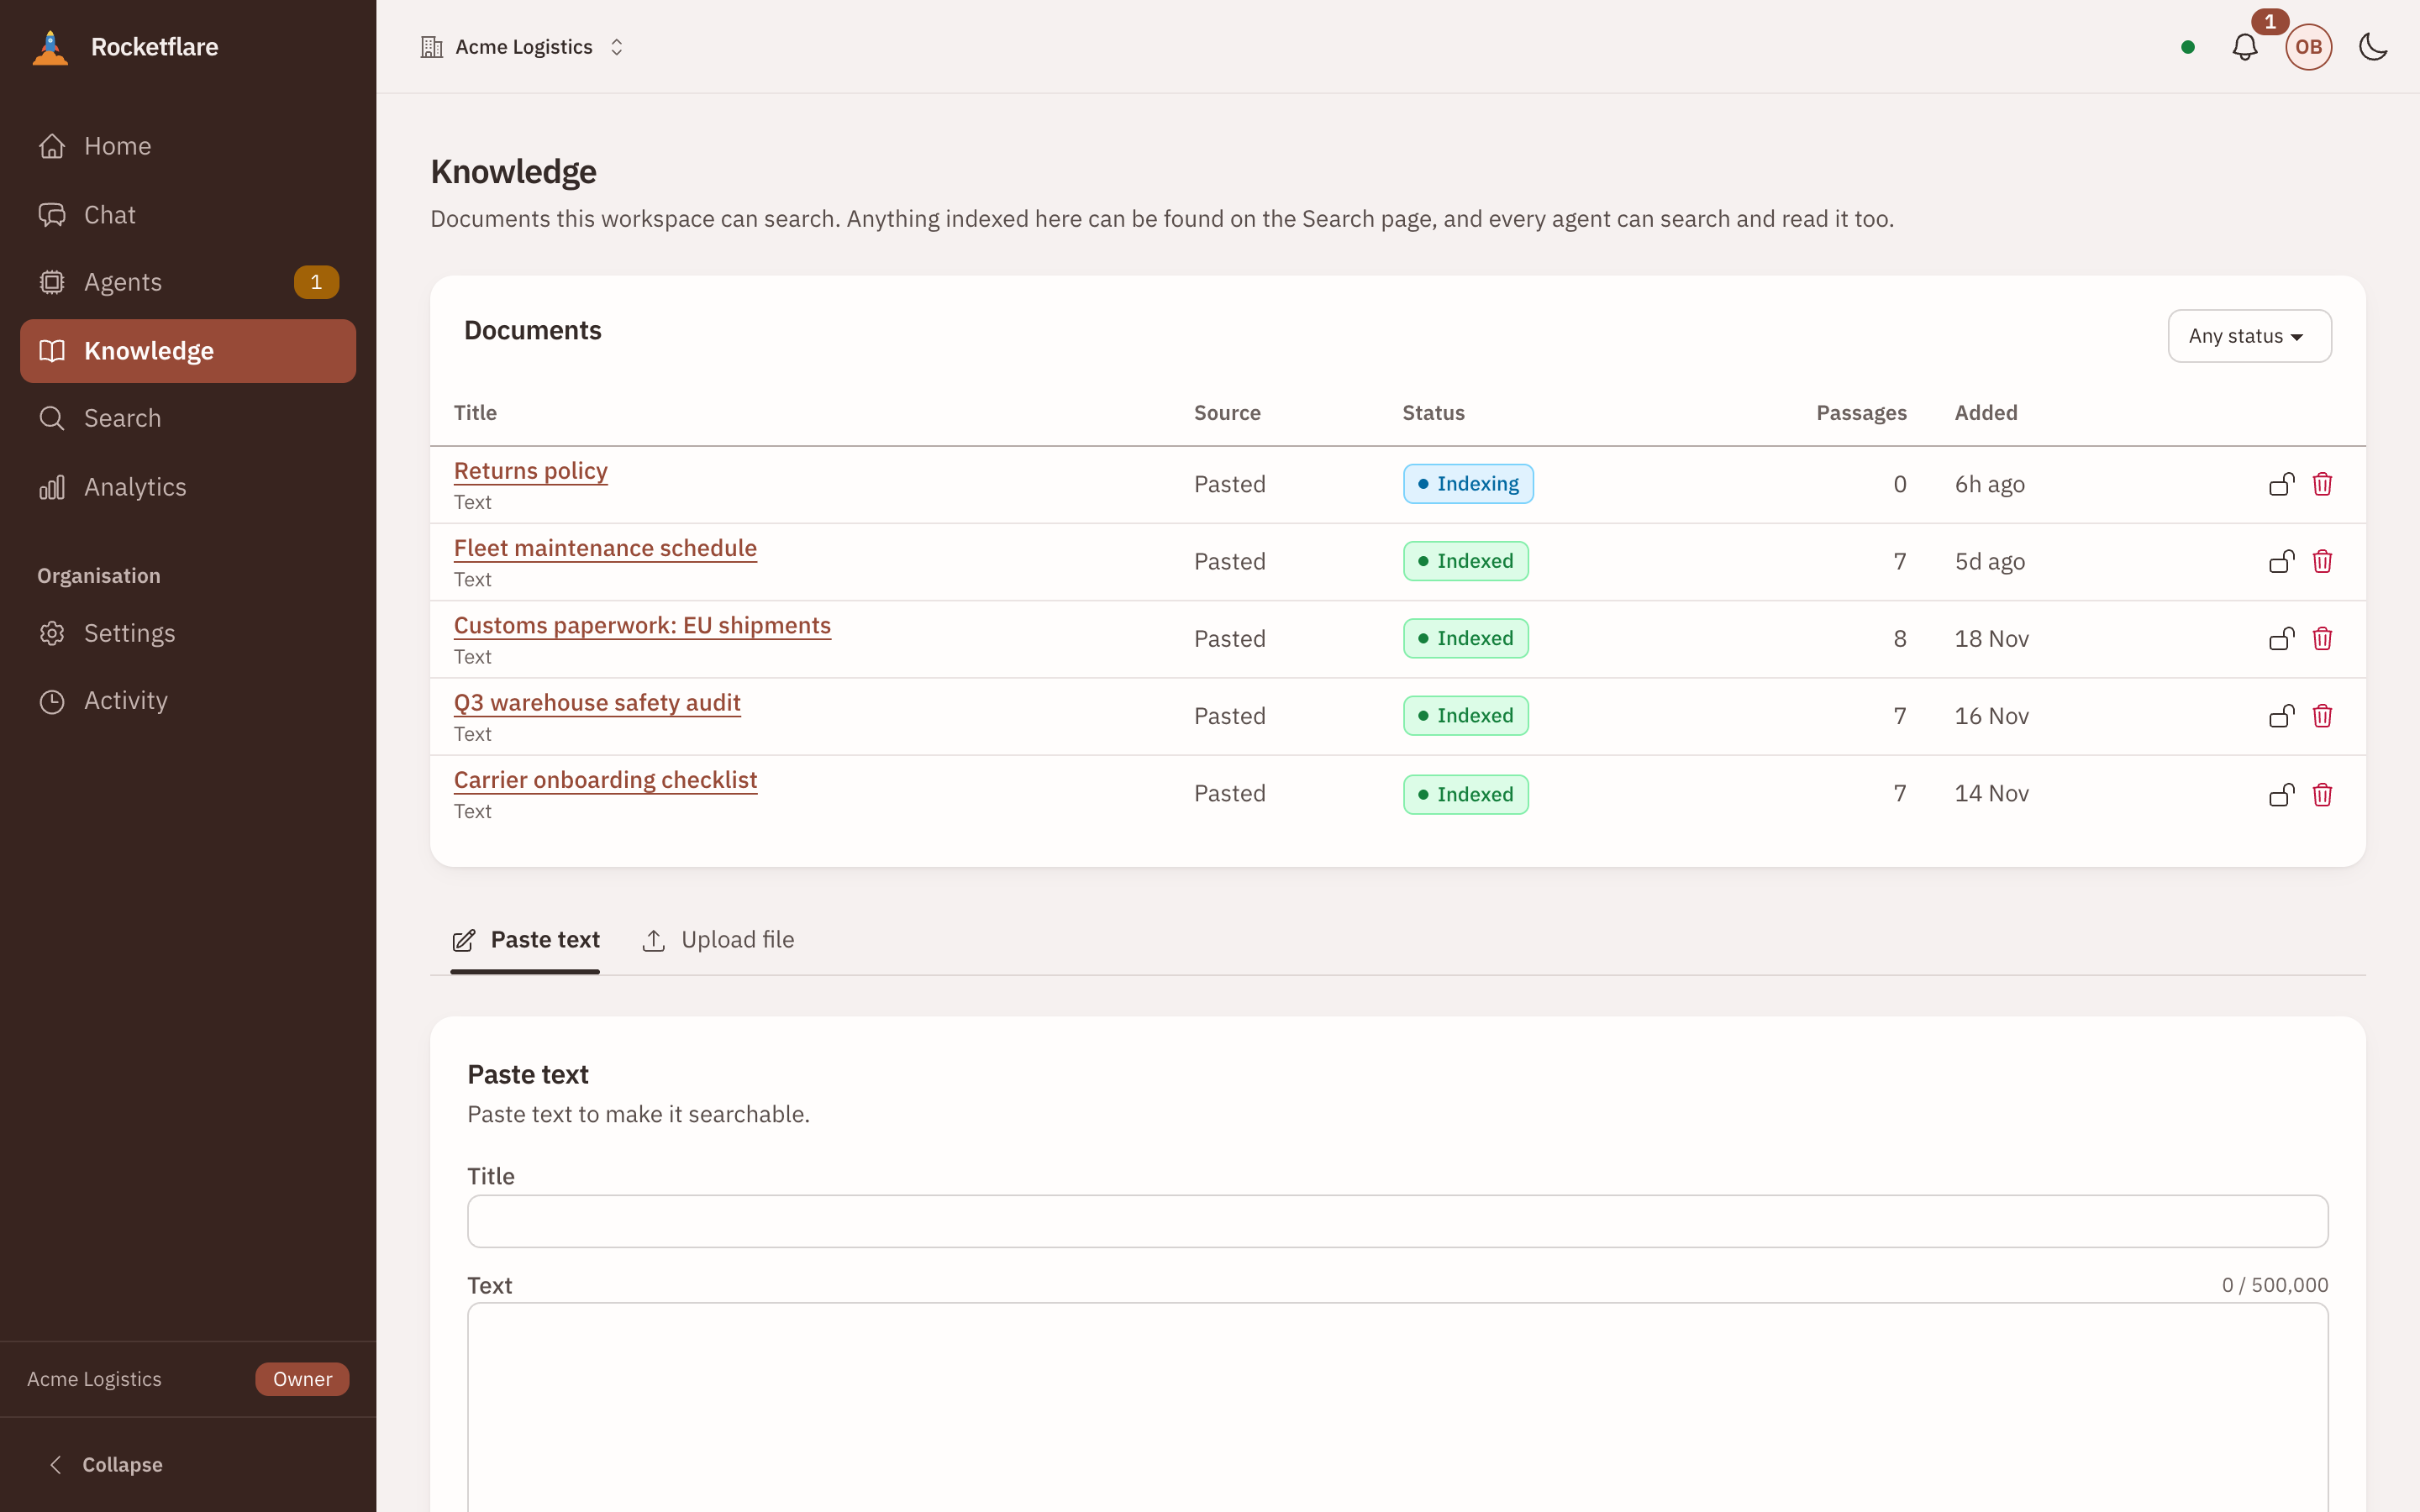 Rocketflare
Acme Logistics
1
OB
Home
Chat
Agents 1
Knowledge
Search
Analytics
Organisation
Settings
Activity
Acme Logistics Owner
Collapse
Knowledge
Documents this workspace can search. Anything indexed here can be found on the Search page, and every agent can search and read it too.
Documents
Any status
Title Source Status Passages Added
Returns policy
Text
Pasted Indexing 0 6h ago
Fleet maintenance schedule
Text
Pasted Indexed 7 5d ago
Customs paperwork: EU shipments
Text
Pasted Indexed 8 18 Nov
Q3 warehouse safety audit
Text
Pasted Indexed 7 16 Nov
Carrier onboarding checklist
Text
Pasted Indexed 7 14 Nov
Paste text Upload file
Paste text
Paste text to make it searchable.
Title
Text 0 / 500,000